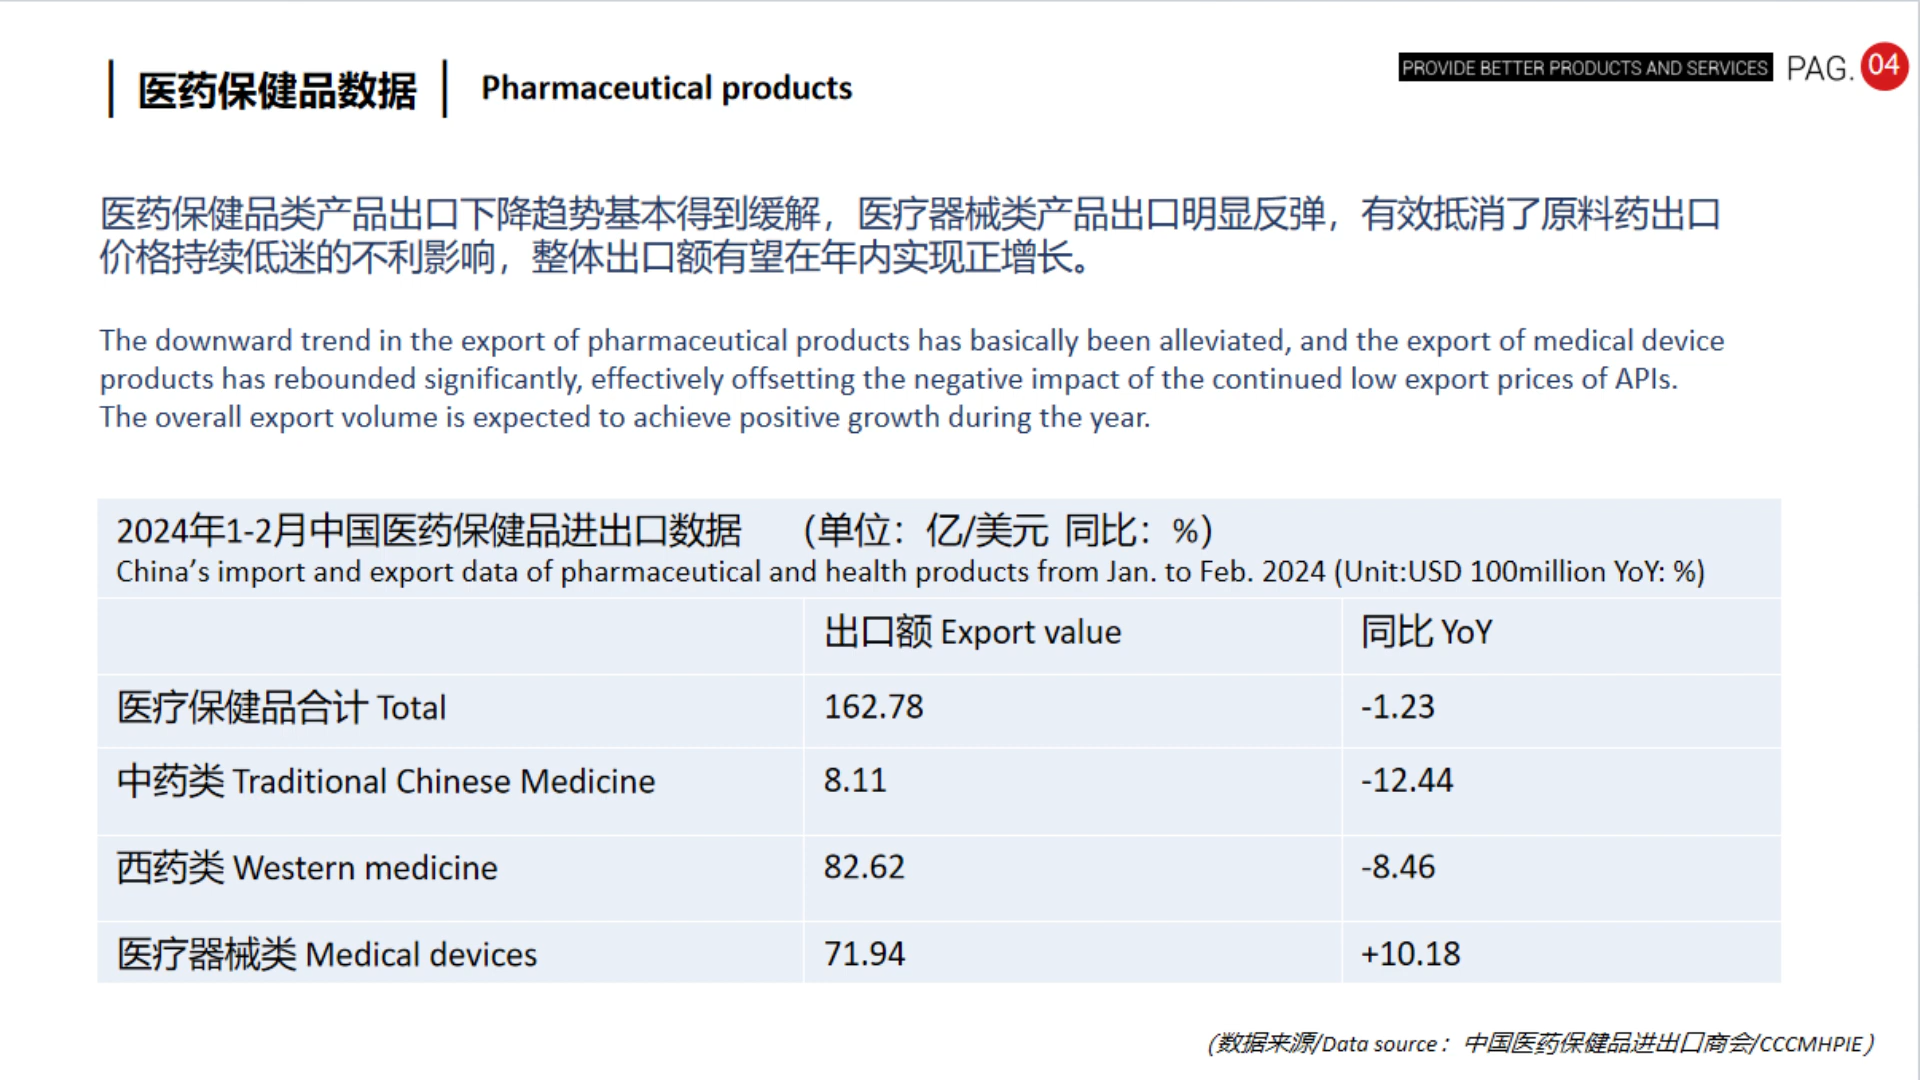 医药保健品数据 Pharmaceutical products
PROVIDE BETTER PRODUCTS AND SERVICES PAG. 04
医药保健品类产品出口下降趋势基本得到缓解，医疗器械类产品出口明显反弹，有效抵消了原料药出口
价格持续低迷的不利影响，整体出口额有望在年内实现正增长。
The downward trend in the export of pharmaceutical products has basically been alleviated, and the export of medical device
products has rebounded significantly, effectively offsetting the negative impact of the continued low export prices of APIs.
The overall export volume is expected to achieve positive growth during the year.
2024年1-2月中国医药保健品进出口数据 （单位：亿/美元 同比：%）
China’s import and export data of pharmaceutical and health products from Jan. to Feb. 2024 (Unit:USD 100million YoY: %)
出口额 Export value 同比 YoY
医疗保健品合计 Total 162.78 -1.23
中药类 Traditional Chinese Medicine 8.11 -12.44
西药类 Western medicine 82.62 -8.46
医疗器械类 Medical devices 71.94 +10.18
(数据来源/Data source：中国医药保健品进出口商会/CCCMHPIE）